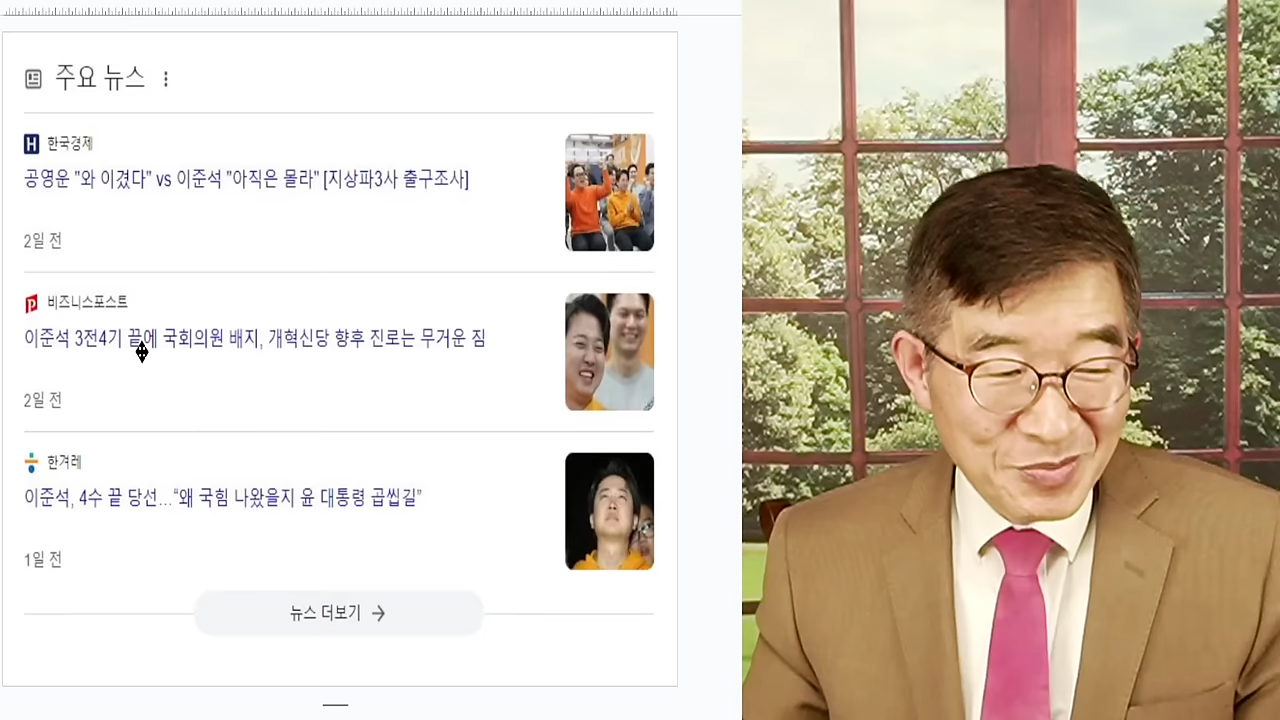 주요 뉴스
한국경제
공영운 "와 이겼다" vs 이준석 "아직은 몰라" [지상파3사 출구조사]
2일 전
비즈니스포스트
이준석 3전4기 끝에 국회의원 배지, 개혁신당 향후 진로는 무거운 짐
2일 전
한겨레
이준석, 4수 끝 당선…“왜 국힘 나왔을지 윤 대통령 곱씹길”
1일 전
뉴스 더보기